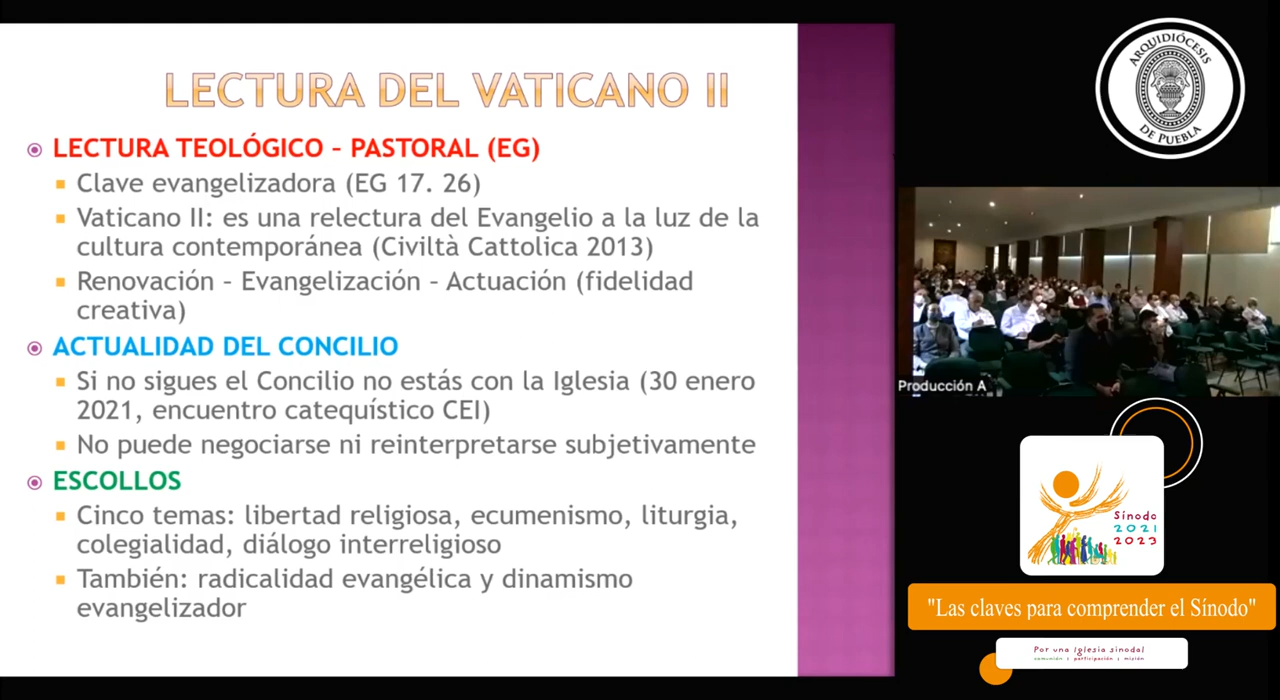 LECTURA DEL VATICANO II
LECTURA TEOLÓGICO – PASTORAL (EG)
Clave evangelizadora (EG 17. 26)
Vaticano II: es una relectura del Evangelio a la luz de la
cultura contemporánea (Civiltà Cattolica 2013)
Renovación – Evangelización – Actuación (fidelidad
creativa)
ACTUALIDAD DEL CONCILIO
Si no sigues el Concilio no estás con la Iglesia (30 enero
2021, encuentro catequístico CEI)
No puede negociarse ni reinterpretarse subjetivamente
ESCOLLOS
Cinco temas: libertad religiosa, ecumenismo, liturgia,
colegialidad, diálogo interreligioso
También: radicalidad evangélica y dinamismo
evangelizador
ARQUIDIÓCESIS
DE PUEBLA
Producción A
Sínodo
2021
2023
"Las claves para comprender el Sínodo"
Por una Iglesia sinodal
comunión | participación | misión